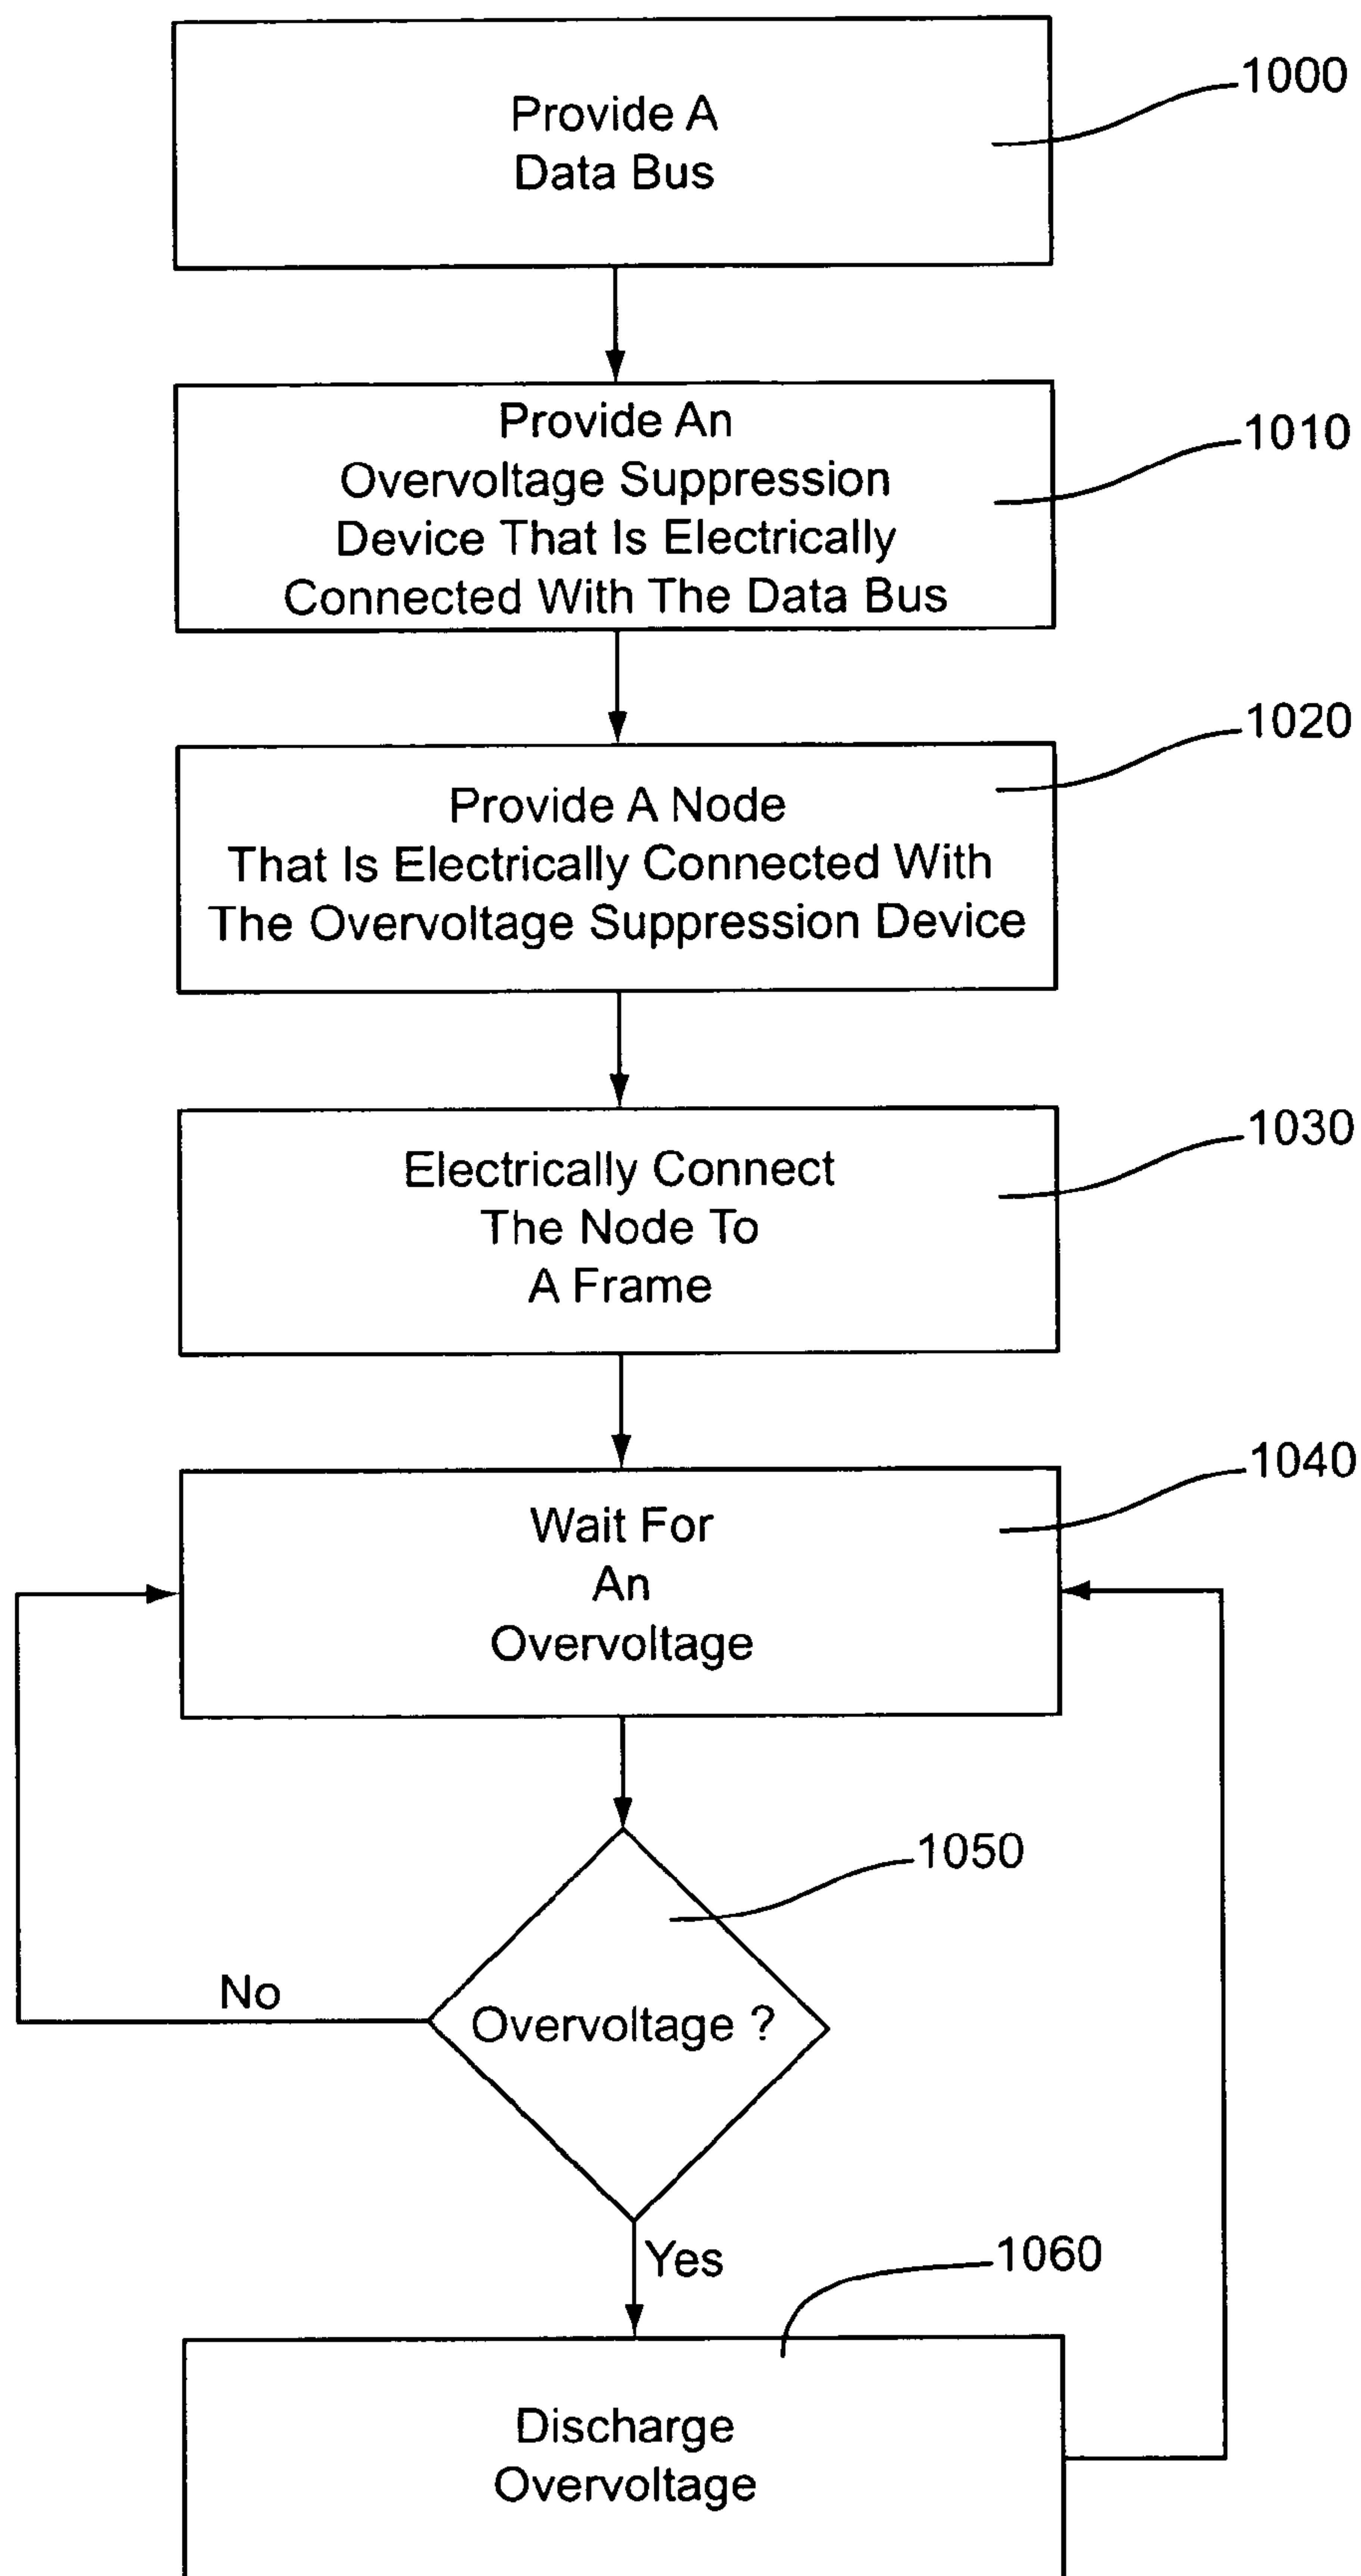 Provide A
Data Bus
1000
Provide An
Overvoltage Suppression
Device That Is Electrically
Connected With The Data Bus
1010
Provide A Node
That Is Electrically Connected With
The Overvoltage Suppression Device
1020
Electrically Connect
The Node To
A Frame
1030
Wait For
An
Overvoltage
1040
1050
Overvoltage ?
No
Yes
1060
Discharge
Overvoltage